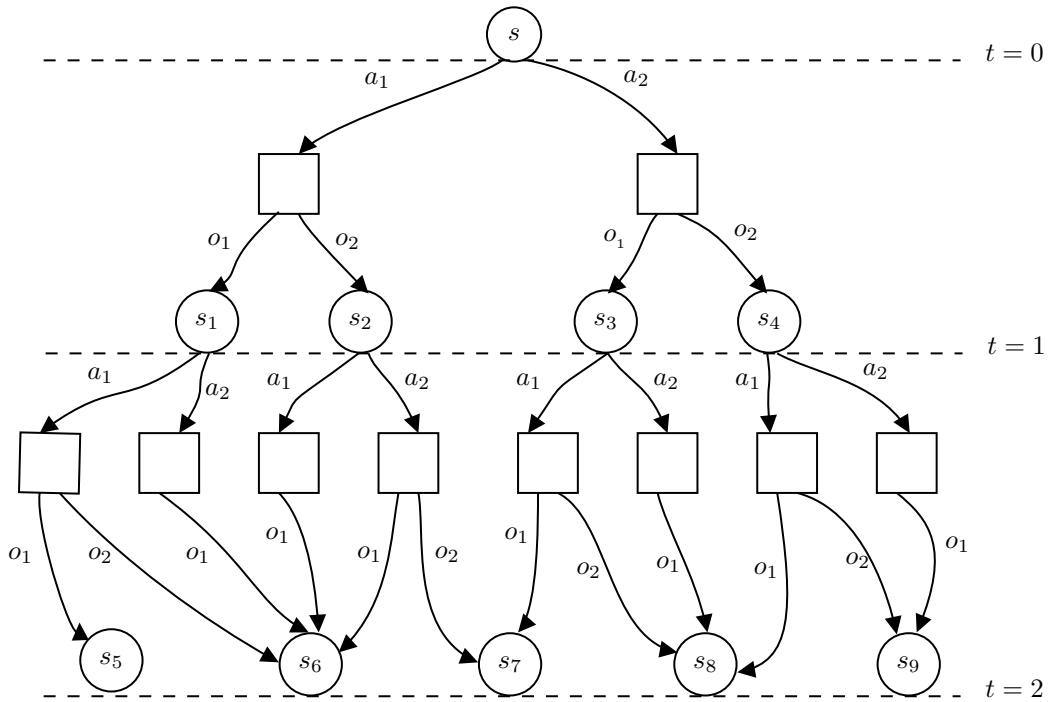 s
t = 0
a₁ a₂
o₁ o₂ o₁ o₂
s₁ s₂ s₃ s₄
t = 1
a₁ a₂ a₁ a₂ a₁ a₂ a₁ a₂
o₁ o₂ o₁ o₁ o₁ o₂ o₁ o₂ o₁ o₁ o₂ o₁
s₅ s₆ s₇ s₈ s₉
t = 2